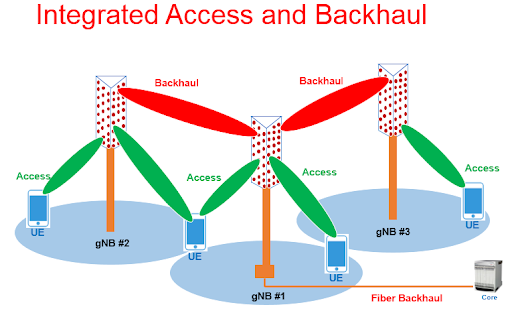 Integrated Access and Backhaul
Backhaul
Backhaul
Access
Access
Access
Access
UE
gNB #2
UE
gNB #1
UE
gNB #3
UE
Fiber Backhaul
Core